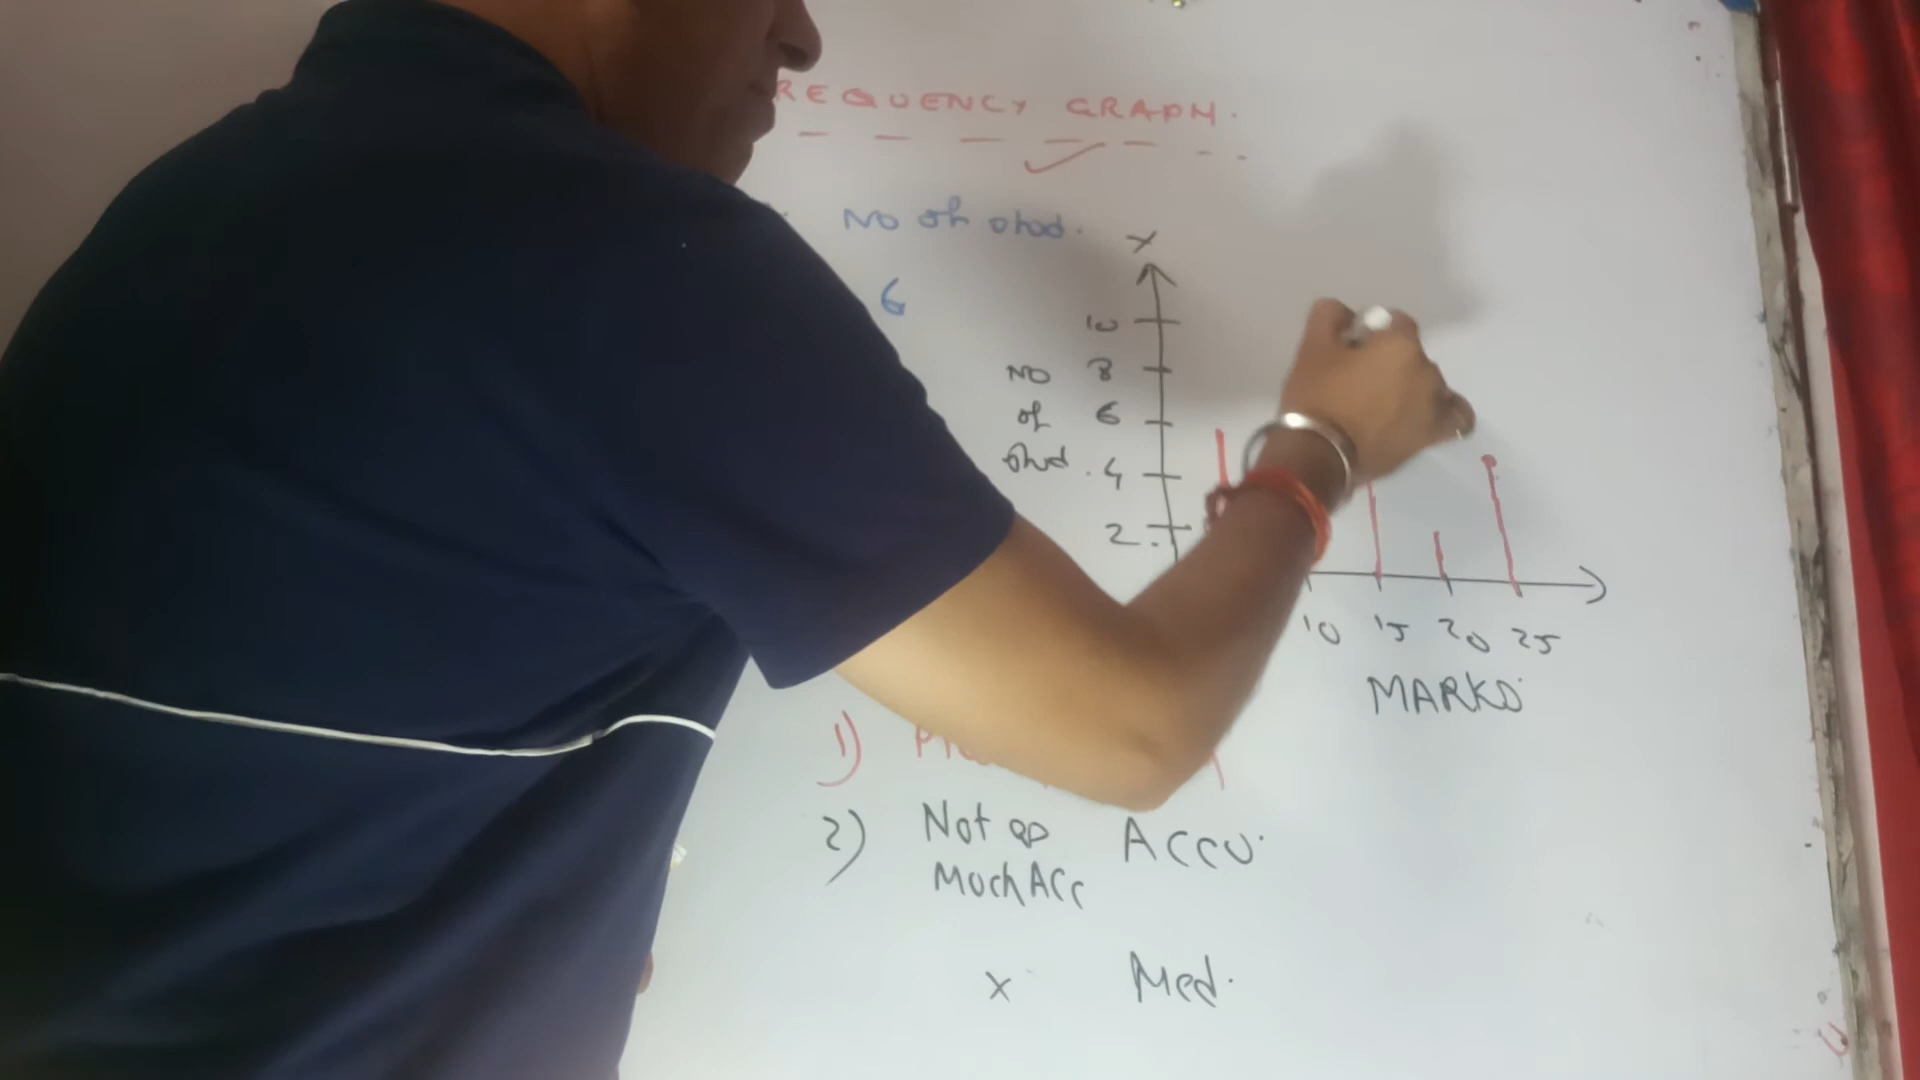 REQUENCY GRAPH.
No of stud.
6
Y
10
8
6
4
2
No
of
Stud.
10 15 20 25
MARKS
1)
2) Not as Accu.
Much Acc
x Med.